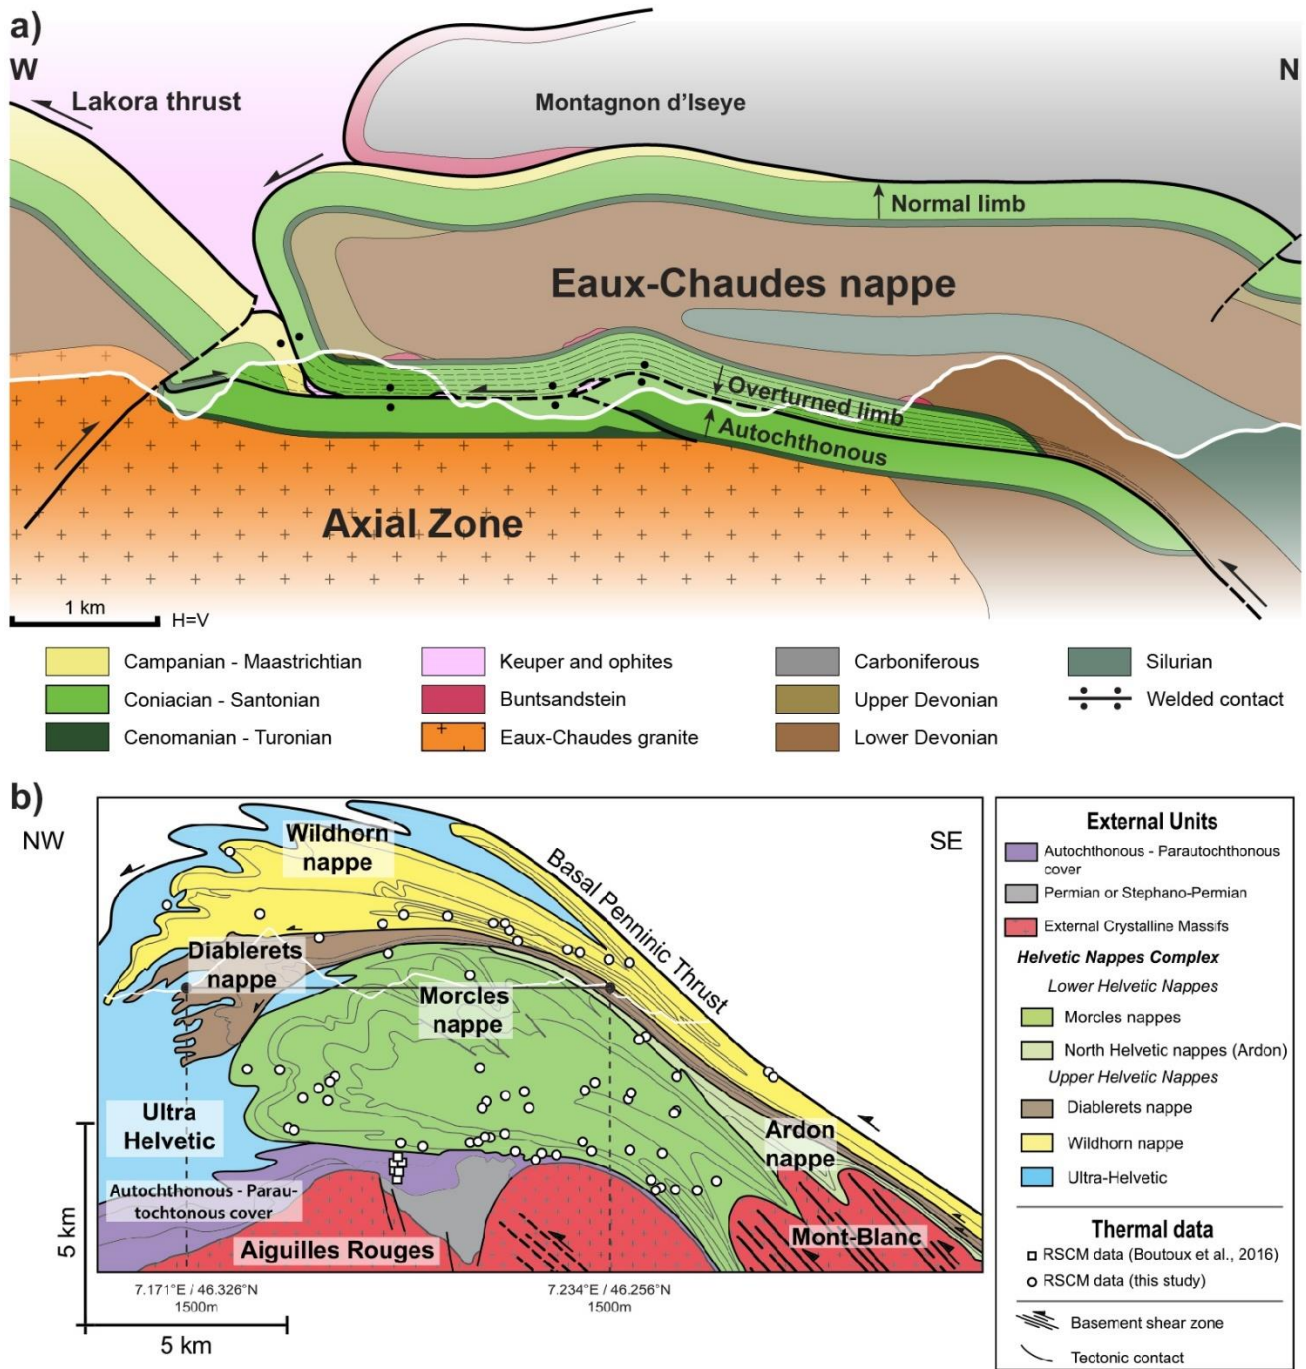 a)
W
N
Lakora thrust
Montagnon d'Iseye
Normal limb
Eaux-Chaudes nappe
Overturned limb
Autochthonous
Axial Zone
1 km
H=V
Campanian - Maastrichtian
Keuper and ophites
Carboniferous
Silurian
Coniacian - Santonian
Buntsandstein
Upper Devonian
Welded contact
Cenomanian - Turonian
Eaux-Chaudes granite
Lower Devonian
b)
NW
SE
Wildhorn
nappe
Basal Penninic Thrust
Diablerets
nappe
Morcles
nappe
Ultra
Helvetic
Ardon
nappe
Autochthonous - Parau-
tochtonous cover
Aiguilles Rouges
Mont-Blanc
5 km
7.171°E / 46.326°N
1500m
7.234°E / 46.256°N
1500m
5 km
External Units
Autochthonous - Parautochthonous
cover
Permian or Stephano-Permian
External Crystalline Massifs
Helvetic Nappes Complex
Lower Helvetic Nappes
Morcles nappes
North Helvetic nappes (Ardon)
Upper Helvetic Nappes
Diablerets nappe
Wildhorn nappe
Ultra-Helvetic
Thermal data
RSCM data (Boutoux et al., 2016)
RSCM data (this study)
Basement shear zone
Tectonic contact